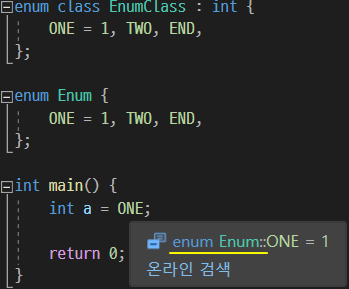 enum class EnumClass : int {
ONE = 1, TWO, END,
};
enum Enum {
ONE = 1, TWO, END,
};
int main() {
int a = ONE;
return 0;
}
enum Enum::ONE = 1
온라인 검색